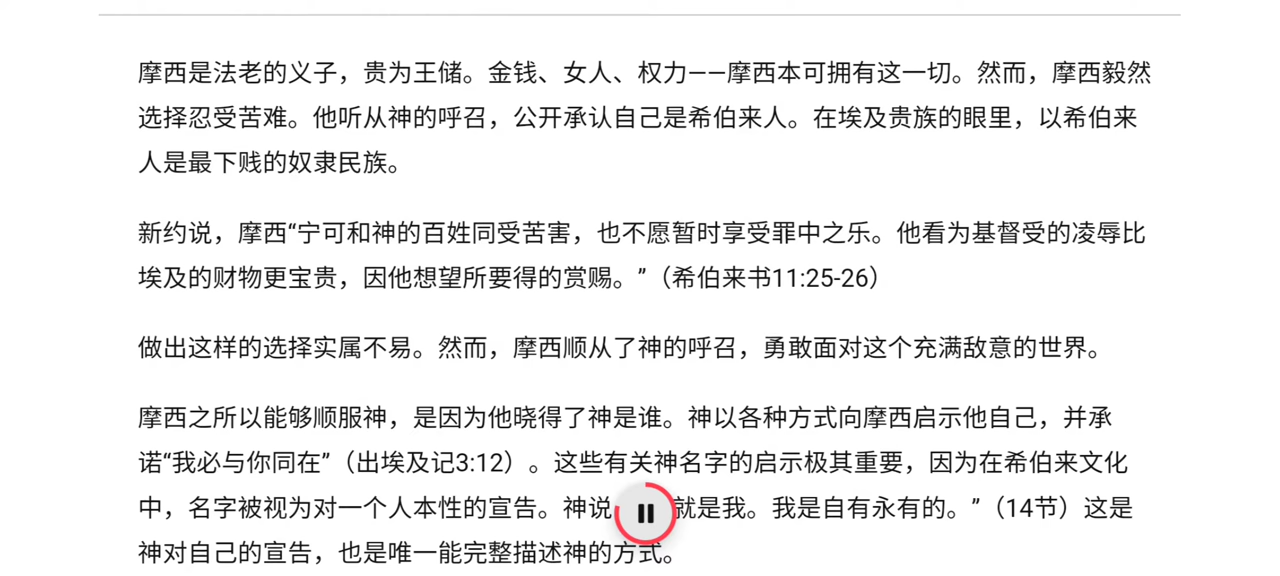 摩西是法老的义子，贵为王储。金钱、女人、权力——摩西本可拥有这一切。然而，摩西毅然
选择忍受苦难。他听从神的呼召，公开承认自己是希伯来人。在埃及贵族的眼里，以希伯来
人是最下贱的奴隶民族。
新约说，摩西“宁可和神的百姓同受苦害，也不愿暂时享受罪中之乐。他看为基督受的凌辱比
埃及的财物更宝贵，因他想望所要得的赏赐。”（希伯来书11:25-26）
做出这样的选择实属不易。然而，摩西顺从了神的呼召，勇敢面对这个充满敌意的世界。
摩西之所以能够顺服神，是因为他晓得了神是谁。神以各种方式向摩西启示他自己，并承
诺“我必与你同在”（出埃及记3:12）。这些有关神名字的启示极其重要，因为在希伯来文化
中，名字被视为对一个人本性的宣告。神说 就是我。我是自有永有的。”（14节）这是
神对自己的宣告，也是唯一能完整描述神的方式。